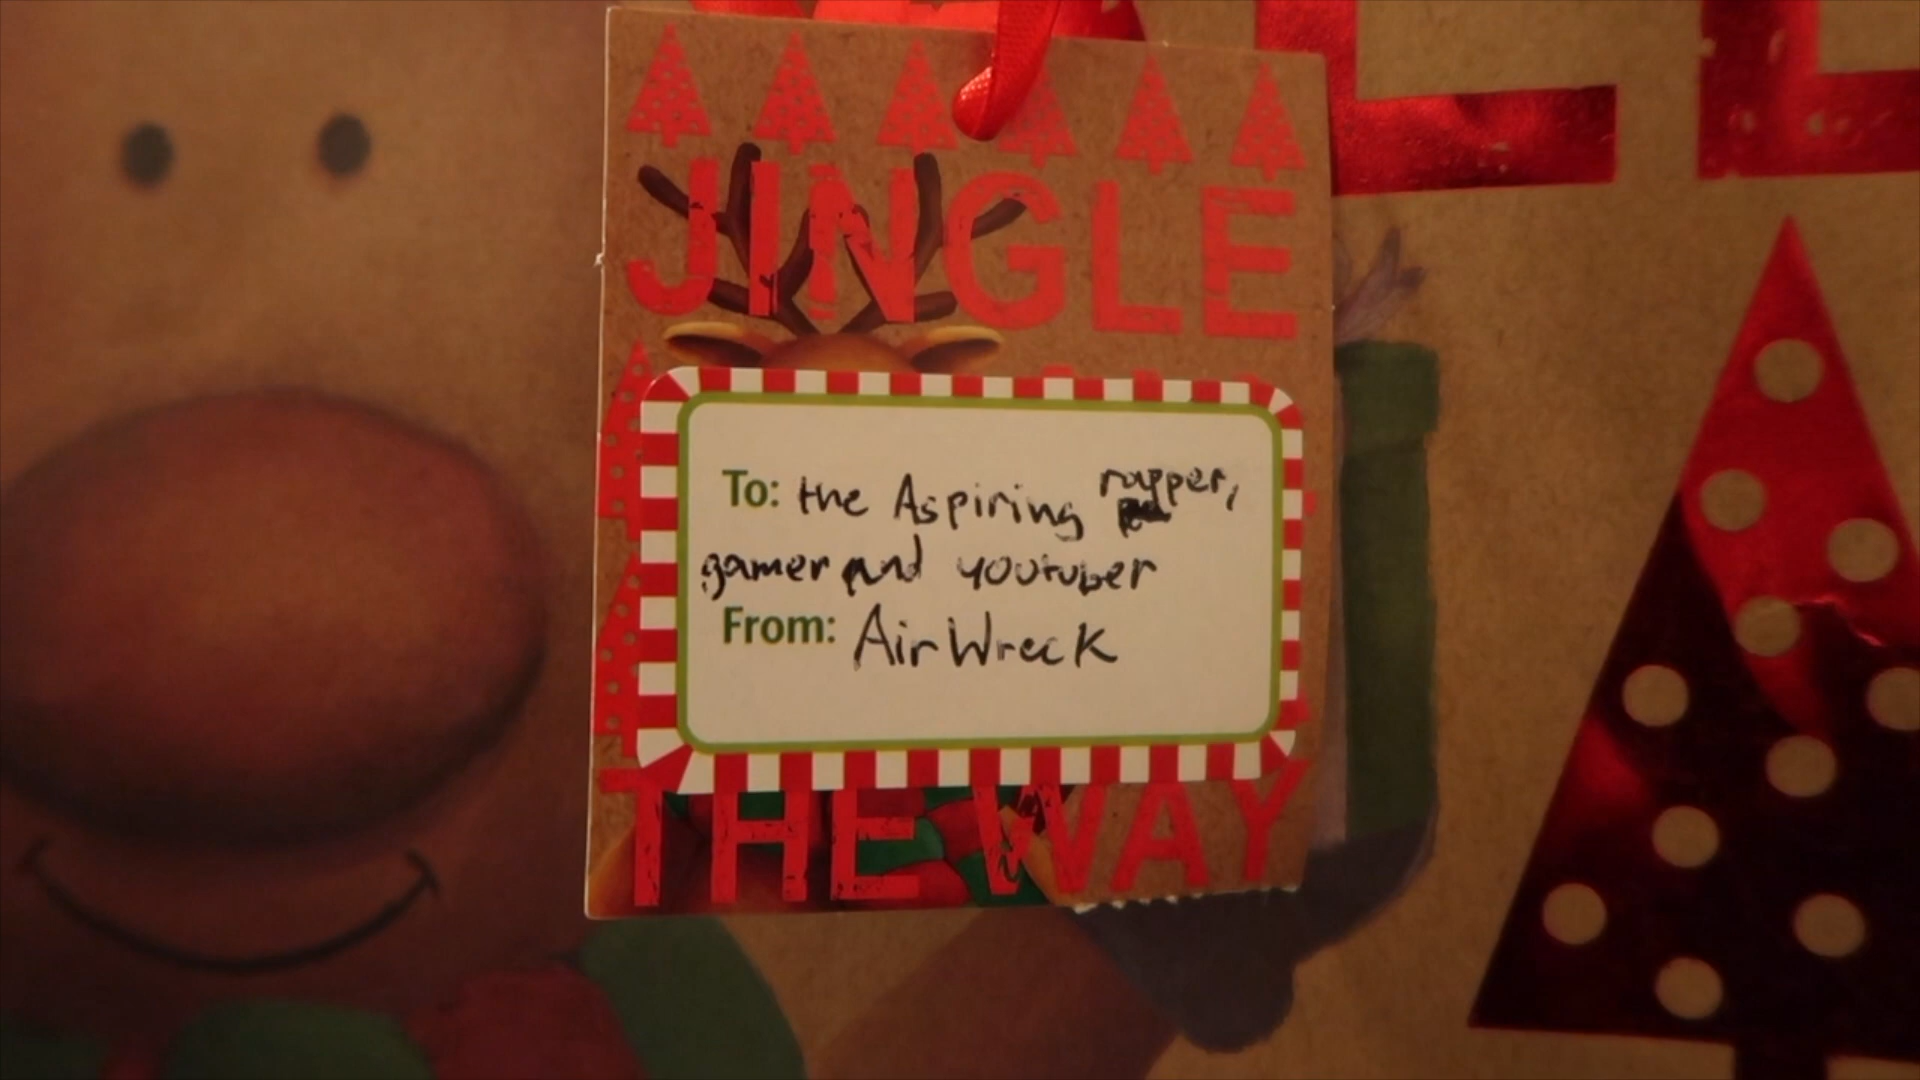 JINGLE
To: the Aspiring rapper,
gamer and youtuber
From: AirWreck
THE WAY